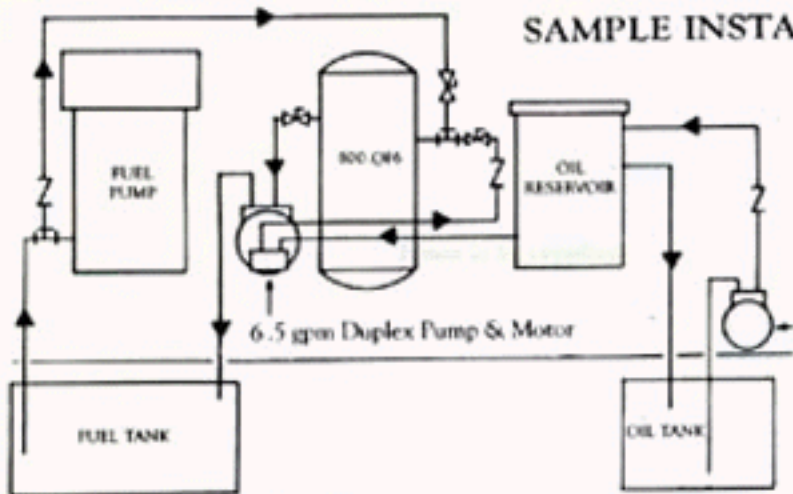 SAMPLE INSTA
FUEL
PUMP
OIL
RESERVOIR
6.5 gpm Duplex Pump & Motor
FUEL TANK
OIL TANK